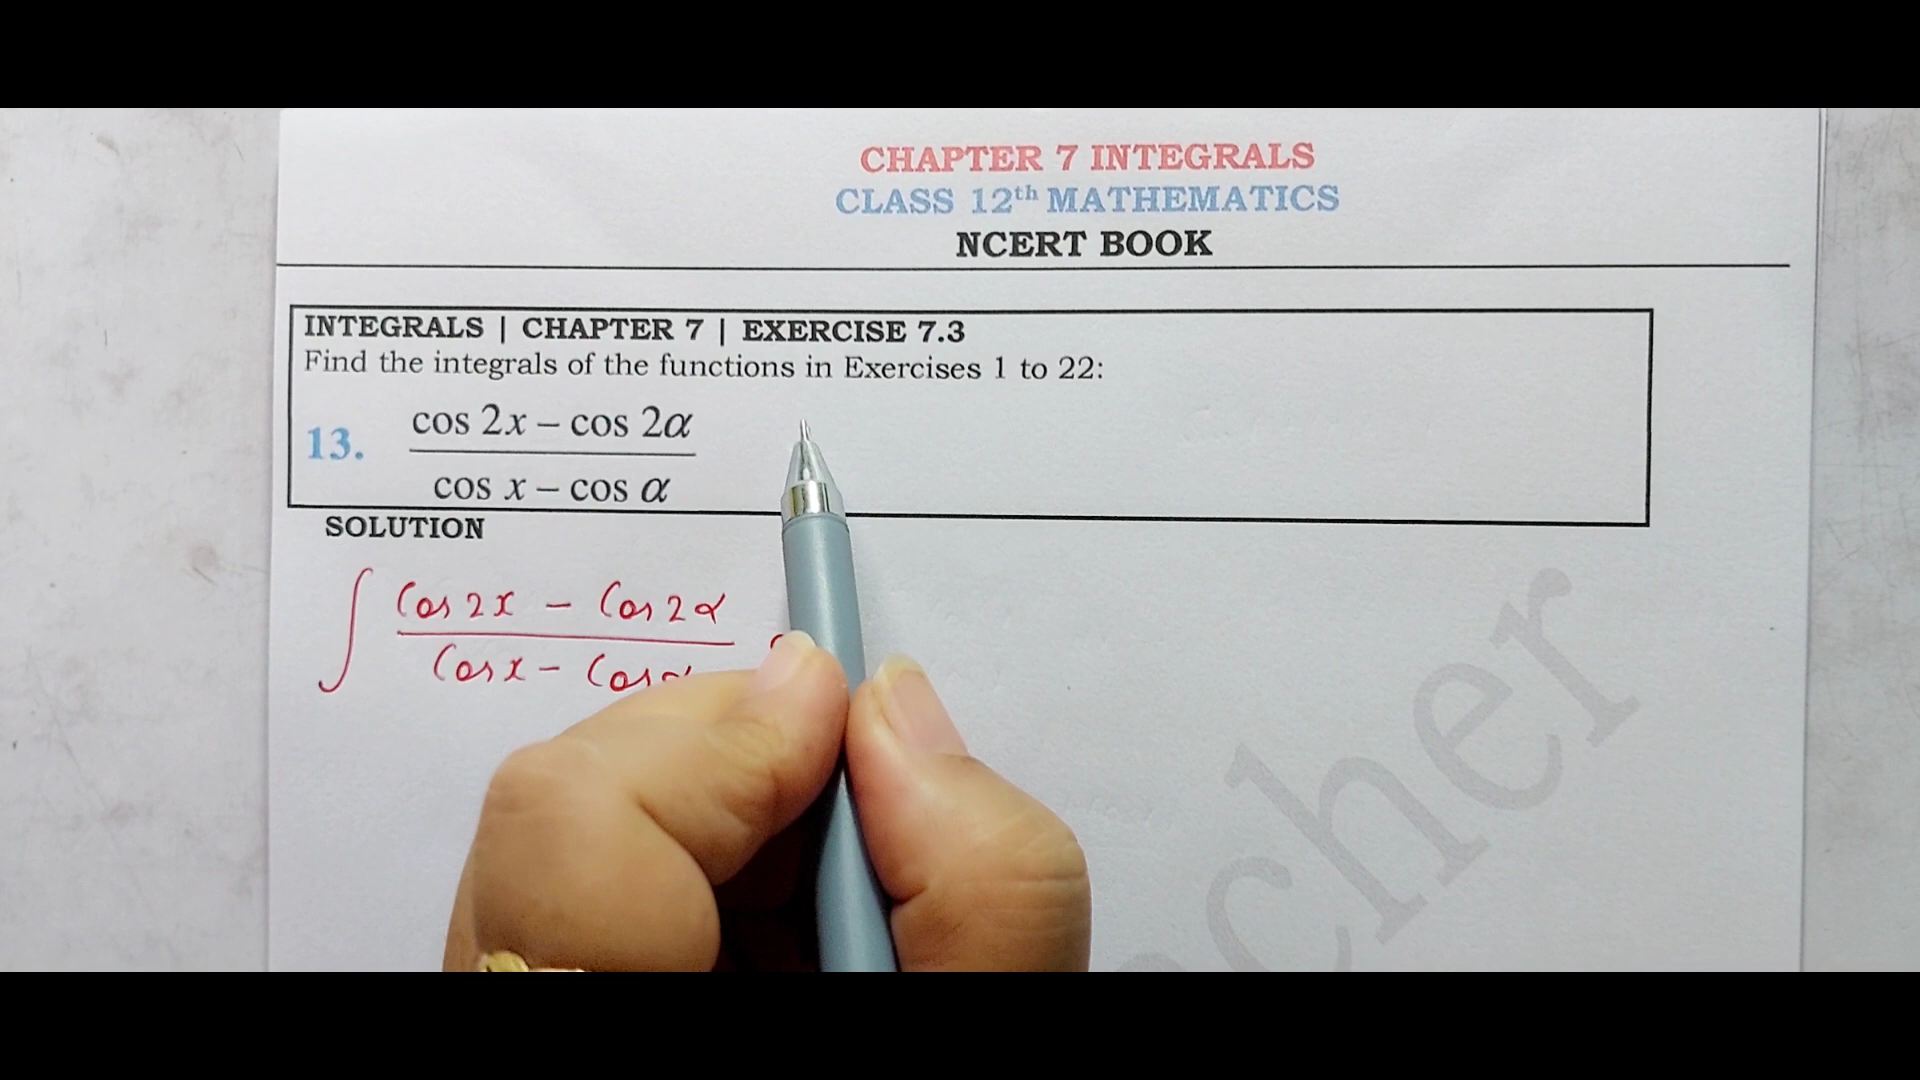 CHAPTER 7 INTEGRALS
CLASS 12th MATHEMATICS
NCERT BOOK
INTEGRALS | CHAPTER 7 | EXERCISE 7.3
Find the integrals of the functions in Exercises 1 to 22:
13. cos 2x – cos 2α
cos x – cos α
SOLUTION
∫ Cos 2x – Cos 2α
Cos x – Cos α
cher